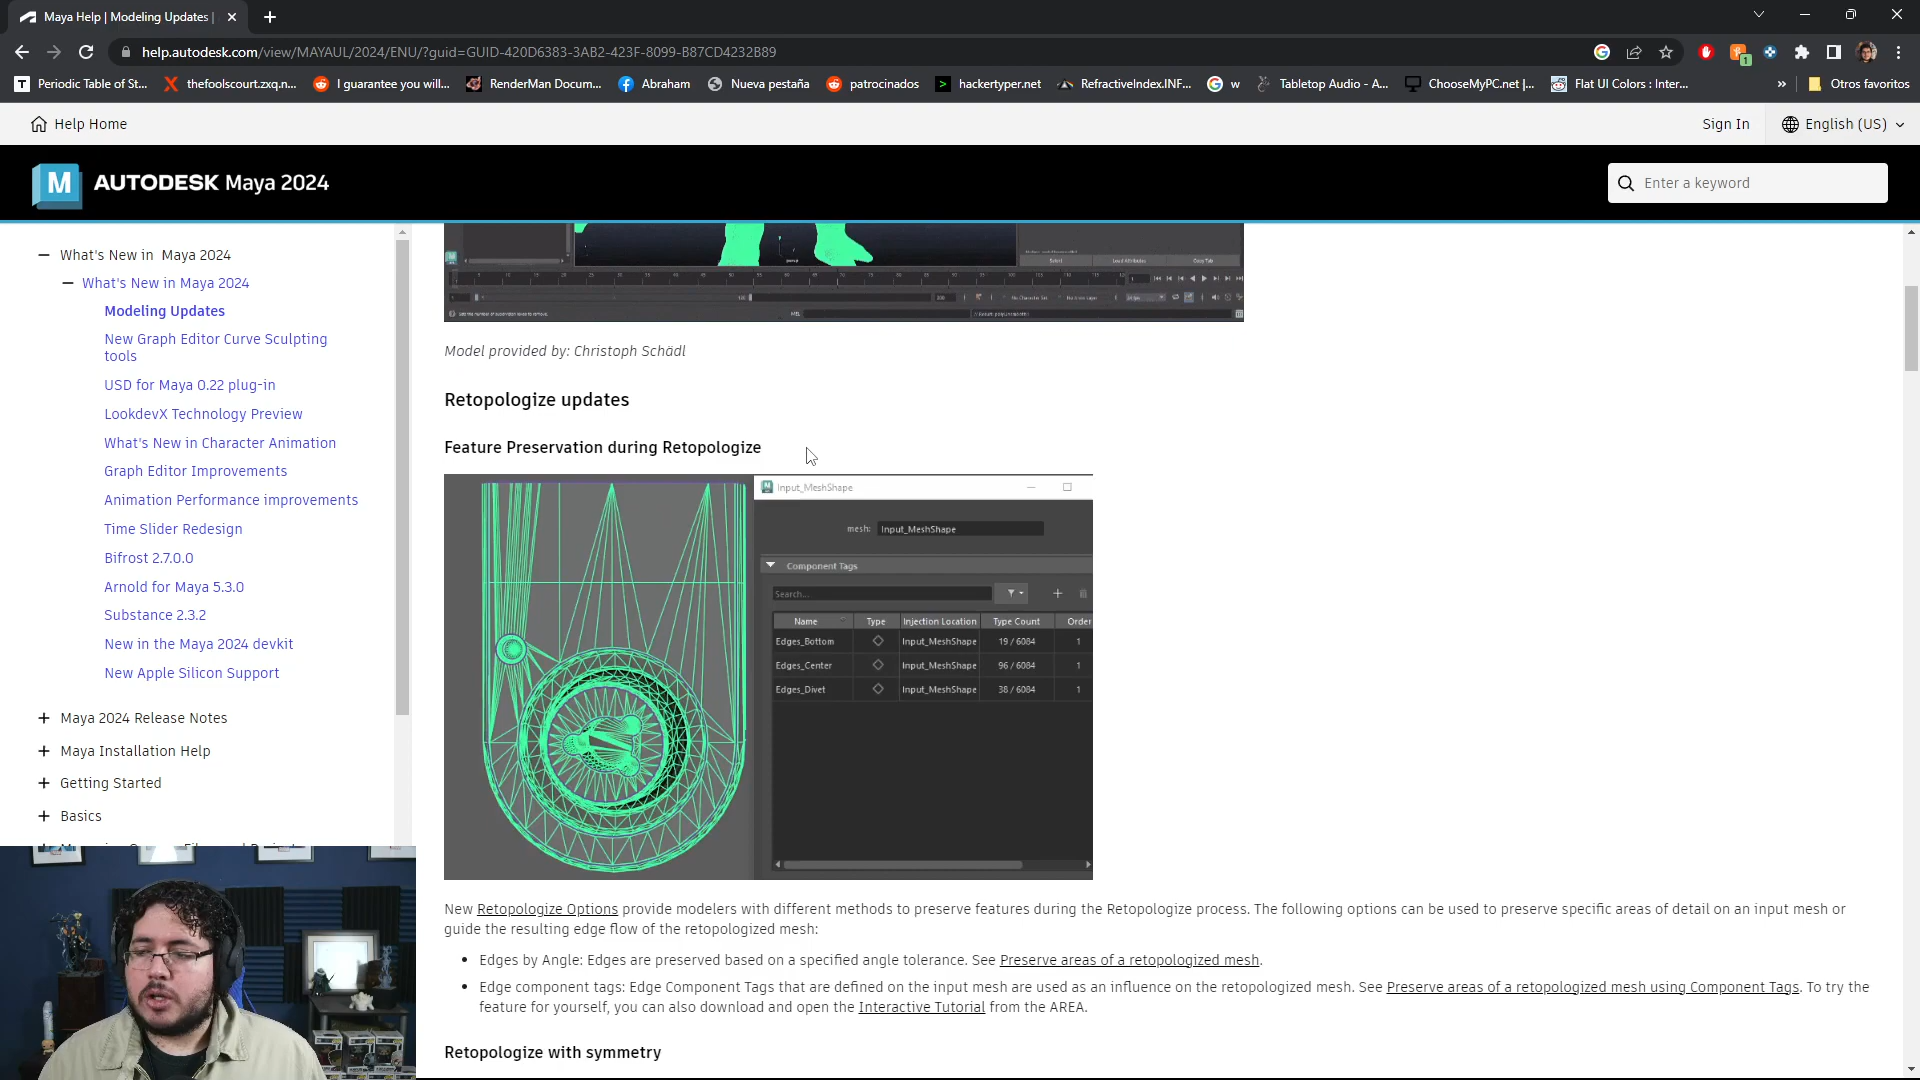 Maya Help | Modeling Updates |
help.autodesk.com/view/MAYAUL/2024/ENU/?guid=GUID-420D6383-3AB2-423F-8099-B87CD4232B89
1
Periodic Table of St... thefoolscourt.zxq.n... I guarantee you will... RenderMan Docum... Abraham Nueva pestaña patrocinados hackertyper.net RefractiveIndex.INF... w Tabletop Audio - A... ChooseMyPC.net |... Flat UI Colors : Inter... » Otros favoritos
Help Home
Sign In English (US)
M AUTODESK Maya 2024
Enter a keyword
What's New in Maya 2024
What's New in Maya 2024
Modeling Updates
New Graph Editor Curve Sculpting
tools
USD for Maya 0.22 plug-in
LookdevX Technology Preview
What's New in Character Animation
Graph Editor Improvements
Animation Performance improvements
Time Slider Redesign
Bifrost 2.7.0.0
Arnold for Maya 5.3.0
Substance 2.3.2
New in the Maya 2024 devkit
New Apple Silicon Support
Maya 2024 Release Notes
Maya Installation Help
Getting Started
Basics
persp
Select Load Attributes Copy Tab
MEL
Model provided by: Christoph Schädl
Retopologize updates
Feature Preservation during Retopologize
Input_MeshShape
mesh: Input_MeshShape
Component Tags
Search...
Name Type Injection Location Type Count Order
Edges_Bottom Input_MeshShape 19 / 6084 1
Edges_Center Input_MeshShape 96 / 6084 1
Edges_Divet Input_MeshShape 38 / 6084 1
New Retopologize Options provide modelers with different methods to preserve features during the Retopologize process. The following options can be used to preserve specific areas of detail on an input mesh or
guide the resulting edge flow of the retopologized mesh:
• Edges by Angle: Edges are preserved based on a specified angle tolerance. See Preserve areas of a retopologized mesh.
• Edge component tags: Edge Component Tags that are defined on the input mesh are used as an influence on the retopologized mesh. See Preserve areas of a retopologized mesh using Component Tags. To try the
feature for yourself, you can also download and open the Interactive Tutorial from the AREA.
Retopologize with symmetry